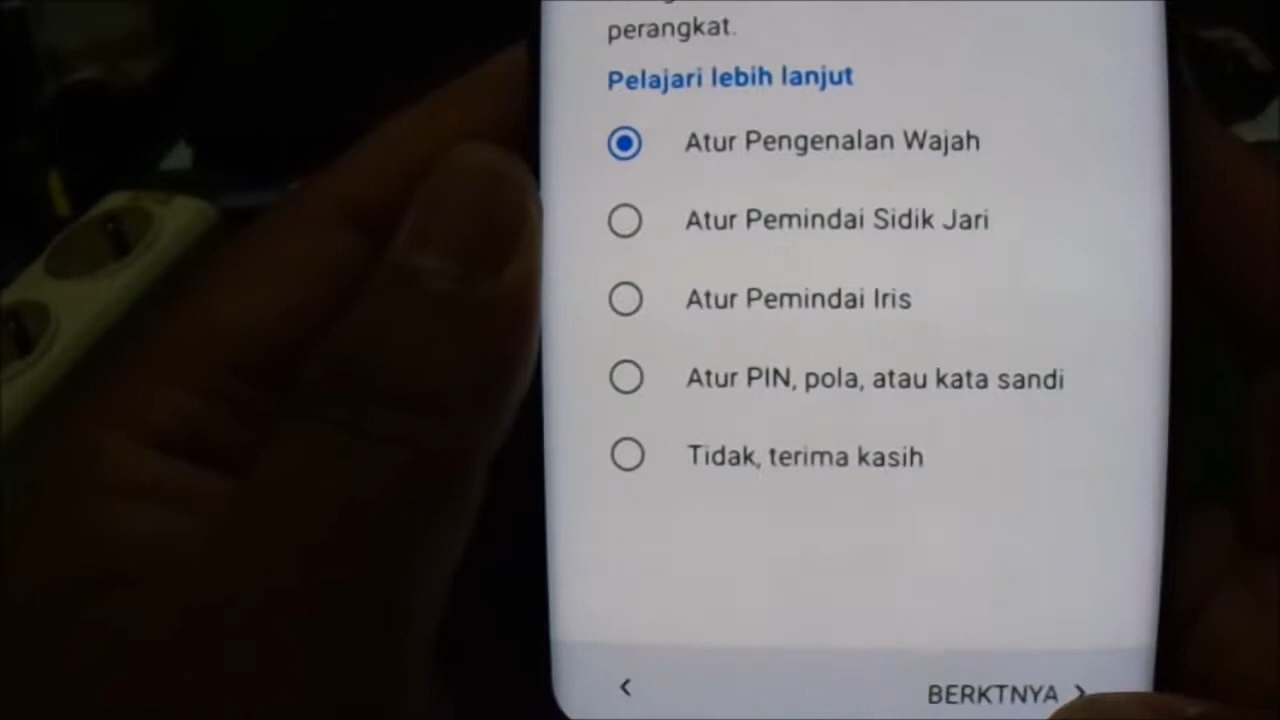 perangkat.
Pelajari lebih lanjut
Atur Pengenalan Wajah
Atur Pemindai Sidik Jari
Atur Pemindai Iris
Atur PIN, pola, atau kata sandi
Tidak, terima kasih
BERKTNYA